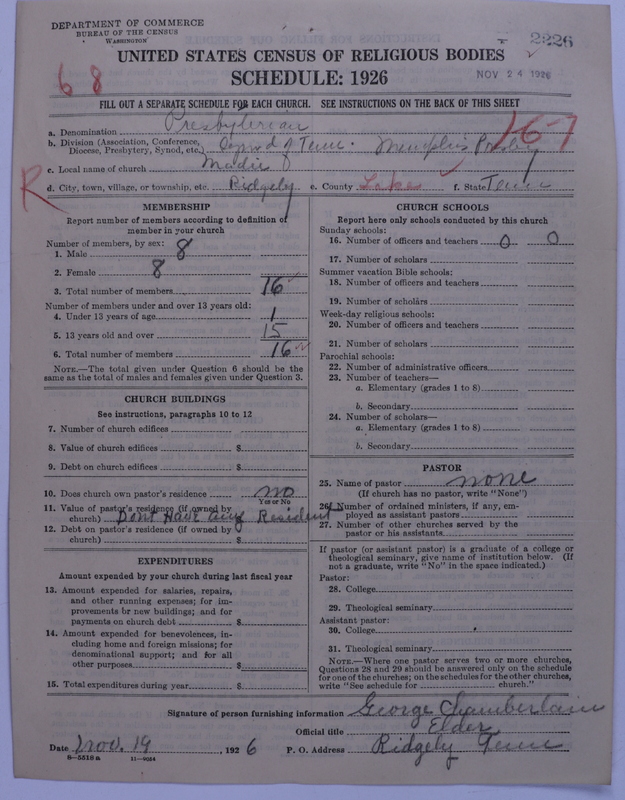 DEPARTMENT OF COMMERCE
BUREAU OF THE CENSUS
WASHINGTON
2226
UNITED STATES CENSUS OF RELIGIOUS BODIES
NOV 24 1926
68
SCHEDULE: 1926
FILL OUT A SEPARATE SCHEDULE FOR EACH CHURCH. SEE INSTRUCTIONS ON THE BACK OF THIS SHEET
a. Denomination Presbyterian
167
b. Division (Association, Conference, Diocese, Presbytery, Synod, etc.) Synod of Tenn. Memphis Presby
c. Local name of church
R
d. City, town, village, or township, etc. Ridgely e. County Lake f. State Tenn
MEMBERSHIP
Report number of members according to definition of
member in your church
Number of members, by sex:
1. Male 8
2. Female 8
3. Total number of members 16
Number of members under and over 13 years old:
4. Under 13 years of age 1
5. 13 years old and over 15
6. Total number of members 16
NOTE.—The total given under Question 6 should be
same as the total of males and females given under Question 3.
CHURCH BUILDINGS
See instructions, paragraphs 10 to 12
7. Number of church edifices
8. Value of church edifices $
9. Debt on church edifices $
10. Does church own pastor's residence no
Yes or No
11. Value of pastor's residence (if owned by
church) Dont Have any Resident
12. Debt on pastor's residence (if owned by
church) $
EXPENDITURES
Amount expended by your church during last fiscal year
13. Amount expended for salaries, repairs,
and other running expenses; for im-
provements or new buildings; and for
payments on church debt $
14. Amount expended for benevolences, in-
cluding home and foreign missions; for
denominational support; and for all
other purposes $
15. Total expenditures during year $
CHURCH SCHOOLS
Report here only schools conducted by this church
Sunday schools:
16. Number of officers and teachers 0 0
17. Number of scholars
Summer vacation Bible schools:
18. Number of officers and teachers
19. Number of scholars
Week-day religious schools:
20. Number of officers and teachers
21. Number of scholars
Parochial schools:
22. Number of administrative officers
23. Number of teachers—
a. Elementary (grades 1 to 8)
b. Secondary
24. Number of scholars—
a. Elementary (grades 1 to 8)
b. Secondary
PASTOR
25. Name of pastor none
(If church has no pastor, write "None")
26. Number of ordained ministers, if any, em-
ployed as assistant pastors
27. Number of other churches served by the
pastor or his assistants
If pastor (or assistant pastor) is a graduate of a college or
theological seminary, give name of institution below. (If
not a graduate, write "No" in the space indicated.)
Pastor:
28. College
29. Theological seminary
Assistant pastor:
30. College
31. Theological seminary
NOTE.—Where one pastor serves two or more churches,
Questions 28 and 29 should be answered only on the schedule
for one of the churches; on the schedules for the other churches,
write "See schedule for church."
Signature of person furnishing information George Chamberlain
Official title Elder
Date Nov. 19, 1926 P. O. Address Ridgely Tenn
8-5518a 11-9054